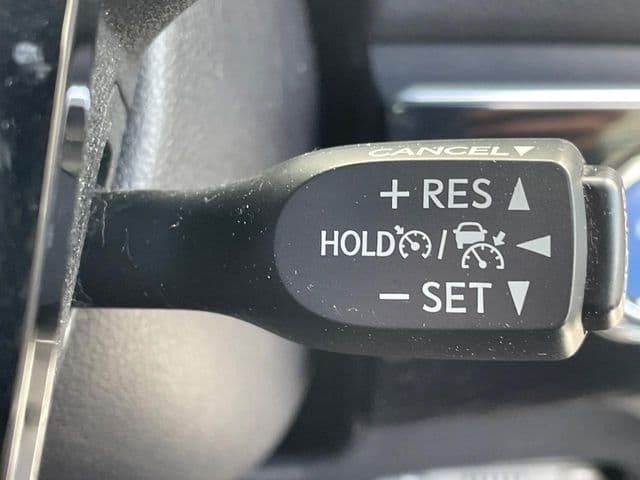 CANCEL▼
+ RES ▲
HOLD / ◄
− SET ▼